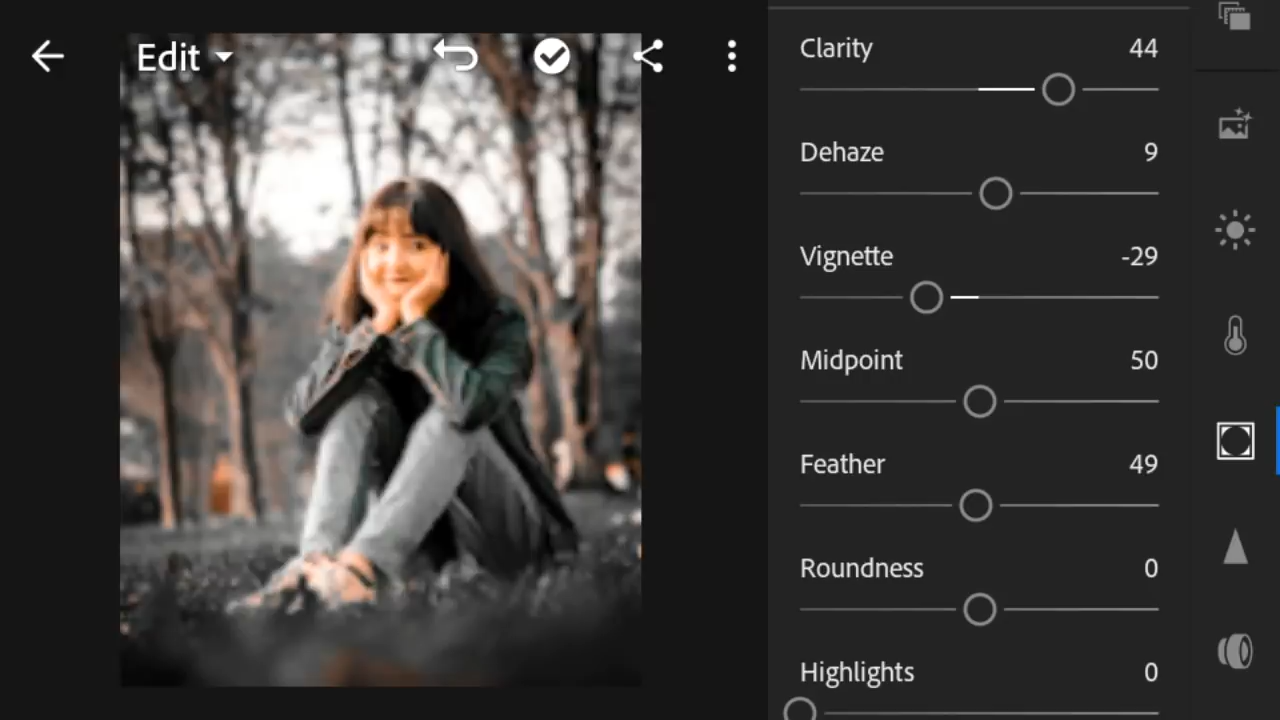 Edit
Clarity 44
Dehaze 9
Vignette -29
Midpoint 50
Feather 49
Roundness 0
Highlights 0